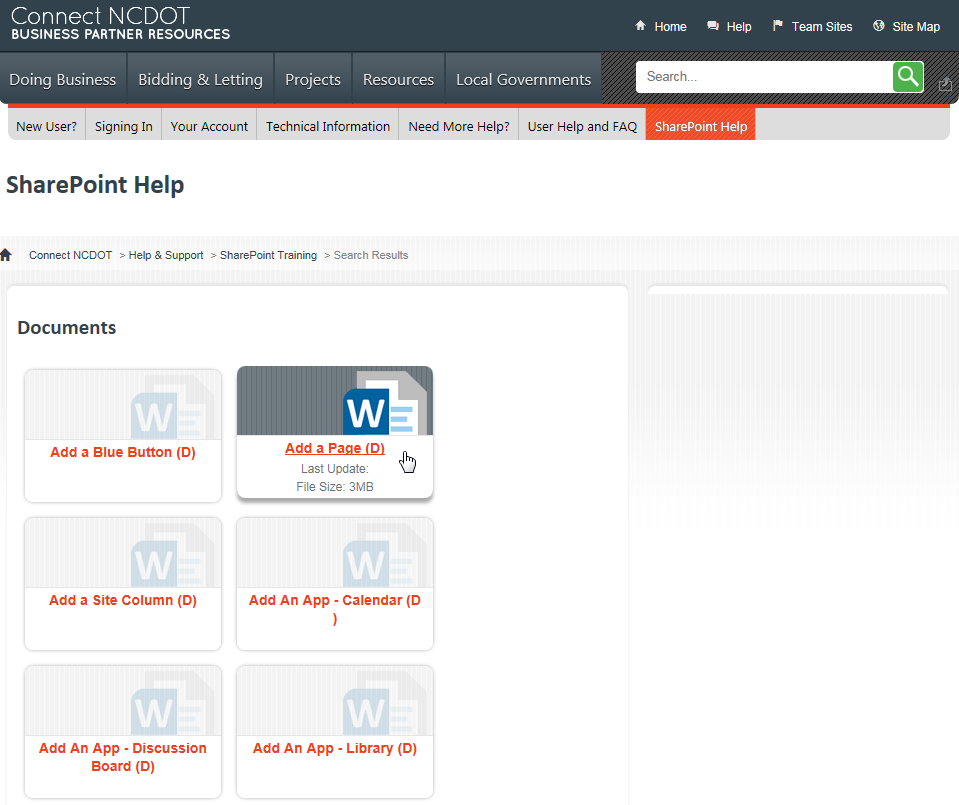 Connect NCDOT
BUSINESS PARTNER RESOURCES
Home Help Team Sites Site Map
Doing Business Bidding & Letting Projects Resources Local Governments Search...
New User? Signing In Your Account Technical Information Need More Help? User Help and FAQ SharePoint Help
SharePoint Help
Connect NCDOT > Help & Support > SharePoint Training > Search Results
Documents
W
Add a Blue Button (D)
W
Add a Page (D)
Last Update:
File Size: 3MB
W
Add a Site Column (D)
W
Add An App - Calendar (D
)
W
Add An App - Discussion
Board (D)
W
Add An App - Library (D)